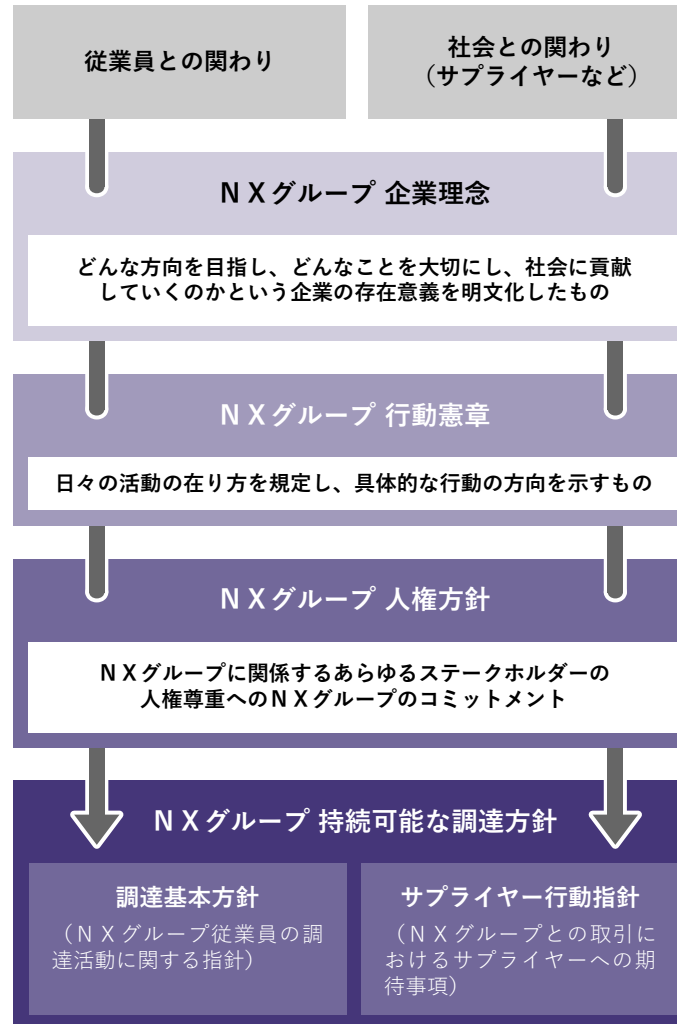 従業員との関わり
社会との関わり
（サプライヤーなど）
ＮＸグループ 企業理念
どんな方向を目指し、どんなことを大切にし、社会に貢献
していくのかという企業の存在意義を明文化したもの
ＮＸグループ 行動憲章
日々の活動の在り方を規定し、具体的な行動の方向を示すもの
ＮＸグループ 人権方針
ＮＸグループに関係するあらゆるステークホルダーの
人権尊重へのＮＸグループのコミットメント
ＮＸグループ 持続可能な調達方針
調達基本方針
（ＮＸグループ従業員の調
達活動に関する指針）
サプライヤー行動指針
（ＮＸグループとの取引に
おけるサプライヤーへの期
待事項）